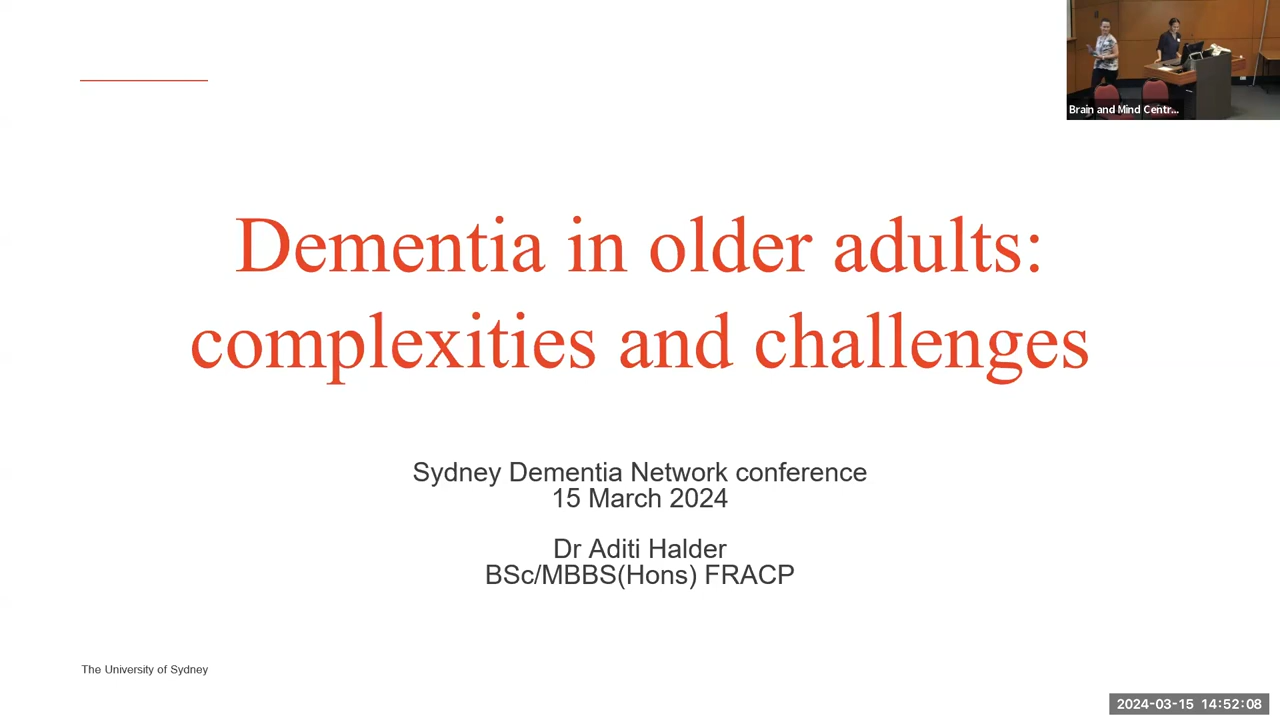 Brain and Mind Centr...
Dementia in older adults:
complexities and challenges
Sydney Dementia Network conference
15 March 2024
Dr Aditi Halder
BSc/MBBS(Hons) FRACP
The University of Sydney
2024-03-15 14:52:08